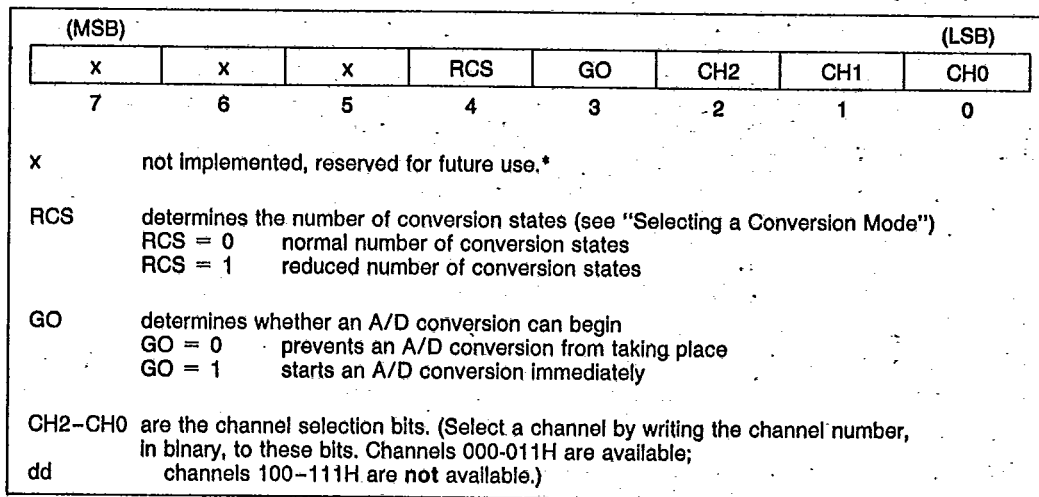 (MSB) (LSB)
x x x RCS GO CH2 CH1 CH0
7 6 5 4 3 2 1 0
x not implemented, reserved for future use.*
RCS determines the number of conversion states (see "Selecting a Conversion Mode")
RCS = 0 normal number of conversion states
RCS = 1 reduced number of conversion states
GO determines whether an A/D conversion can begin
GO = 0 prevents an A/D conversion from taking place
GO = 1 starts an A/D conversion immediately
CH2–CH0 are the channel selection bits. (Select a channel by writing the channel number,
in binary, to these bits. Channels 000-011H are available;
dd channels 100–111H are not available.)